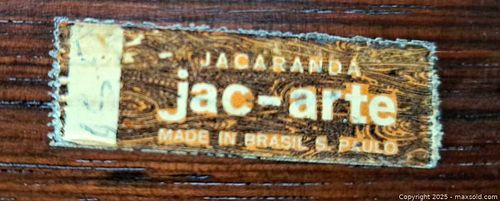 JACARANDA
jac-arte
MADE IN BRASIL S. PAULO
Copyright 2025 - maxsold.com